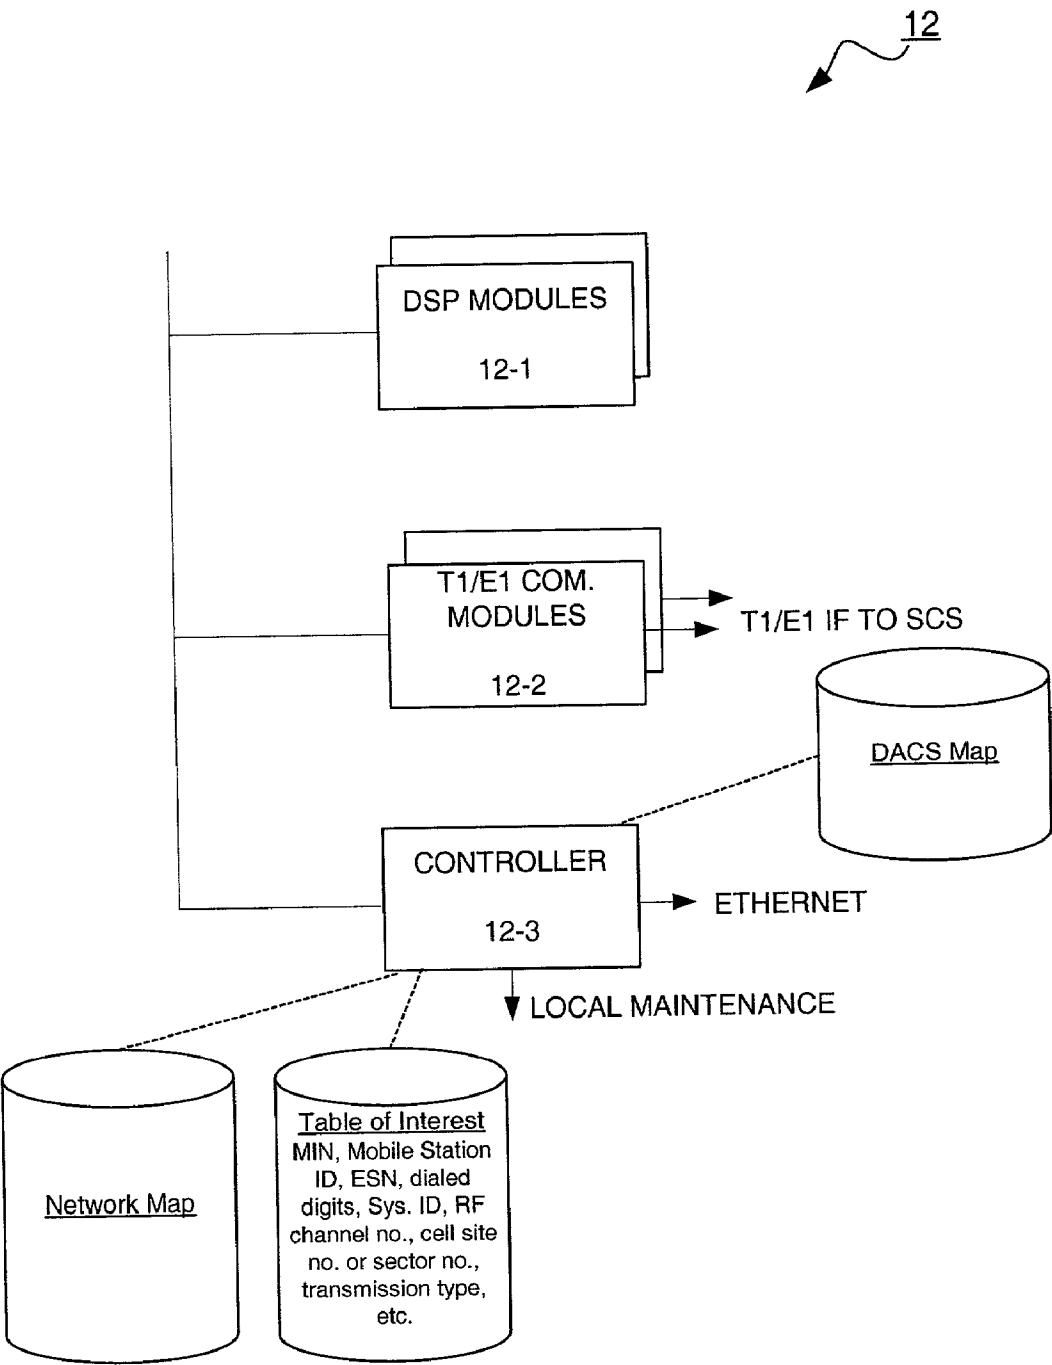 12
DSP MODULES
12-1
T1/E1 COM.
MODULES
12-2
T1/E1 IF TO SCS
DACS Map
CONTROLLER
12-3
ETHERNET
LOCAL MAINTENANCE
Network Map
Table of Interest
MIN, Mobile Station
ID, ESN, dialed
digits, Sys. ID, RF
channel no., cell site
no. or sector no.,
transmission type,
etc.